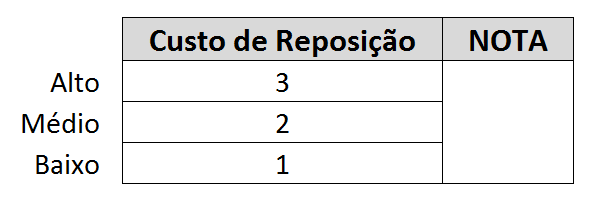 Custo de Reposição NOTA
Alto 3
Médio 2
Baixo 1